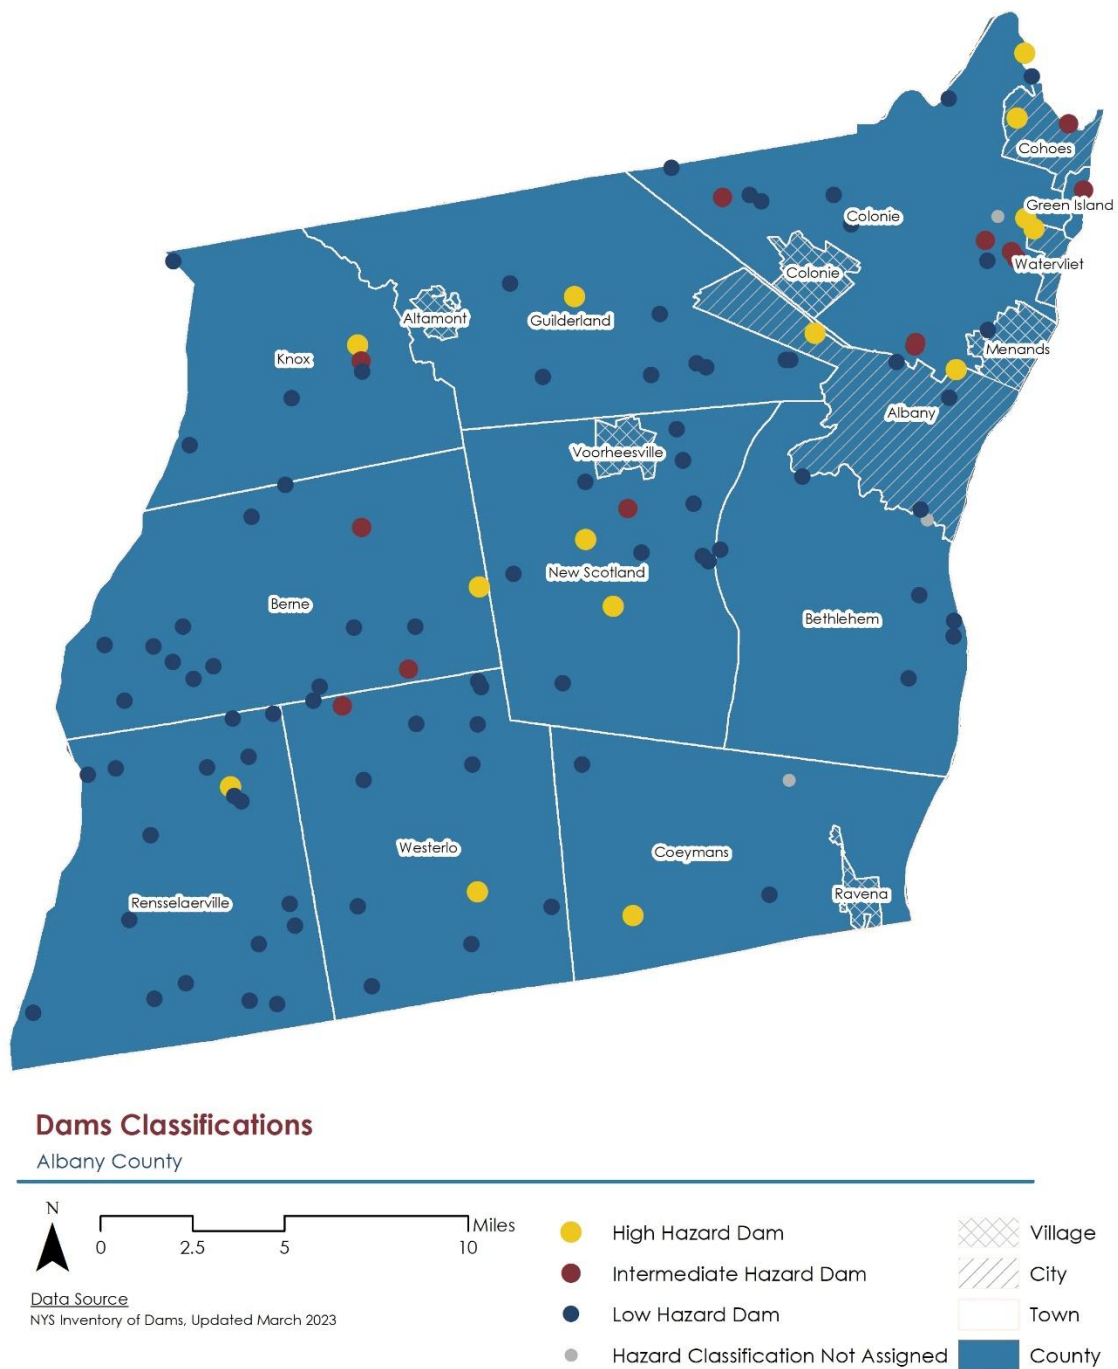 Cohoes
Green Island
Colonie
Watervliet
Colonie
Altamont
Guilderland
Menands
Knox
Albany
Voorheesville
New Scotland
Berne
Bethlehem
Westerlo
Coeymans
Ravena
Rensselaerville
Dams Classifications
Albany County
N
Miles
0 2.5 5 10
Data Source
NYS Inventory of Dams, Updated March 2023
High Hazard Dam
Intermediate Hazard Dam
Low Hazard Dam
Hazard Classification Not Assigned
Village
City
Town
County